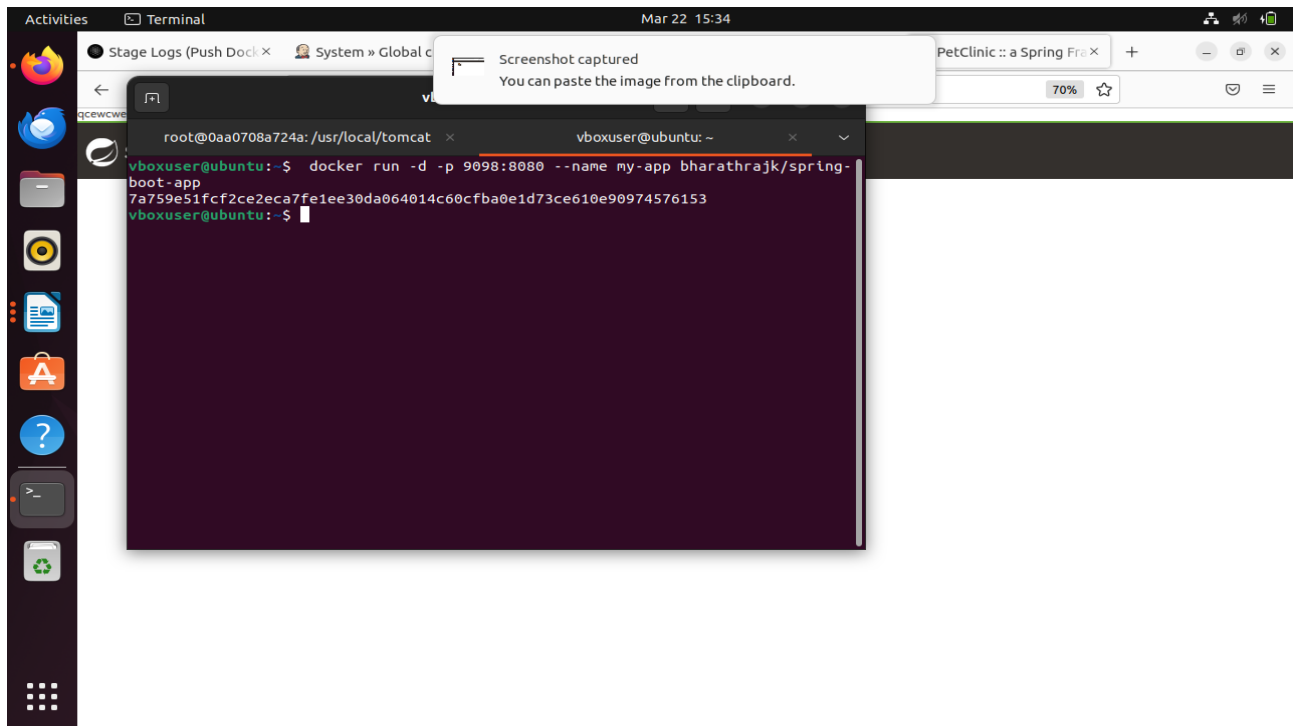 Activities Terminal Mar 22 15:34
Stage Logs (Push Dock × System » Global c PetClinic :: a Spring Fra × +
Screenshot captured
You can paste the image from the clipboard.
70%
qcewcwe
root@0aa0708a724a: /usr/local/tomcat × vboxuser@ubuntu: ~ ×
vboxuser@ubuntu:~$ docker run -d -p 9098:8080 --name my-app bharathrajk/spring-
boot-app
7a759e51fcf2ce2eca7fe1ee30da064014c60cfba0e1d73ce610e90974576153
vboxuser@ubuntu:~$